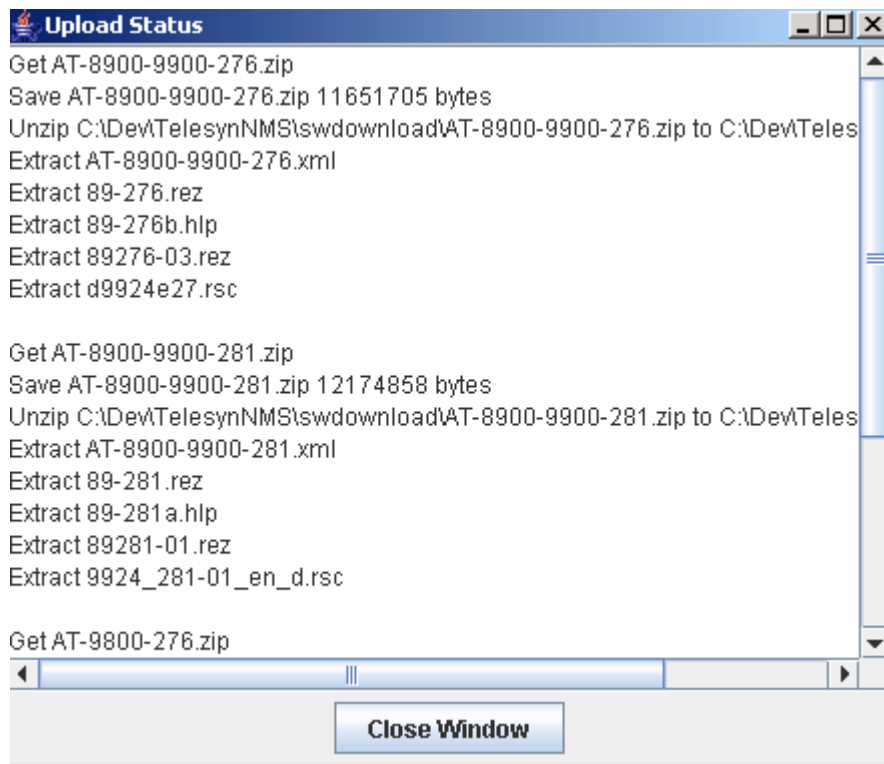 Upload Status
Get AT-8900-9900-276.zip
Save AT-8900-9900-276.zip 11651705 bytes
Unzip C:\Dev\TelesynNMS\swdownload\AT-8900-9900-276.zip to C:\Dev\Teles
Extract AT-8900-9900-276.xml
Extract 89-276.rez
Extract 89-276b.hlp
Extract 89276-03.rez
Extract d9924e27.rsc
Get AT-8900-9900-281.zip
Save AT-8900-9900-281.zip 12174858 bytes
Unzip C:\Dev\TelesynNMS\swdownload\AT-8900-9900-281.zip to C:\Dev\Teles
Extract AT-8900-9900-281.xml
Extract 89-281.rez
Extract 89-281a.hlp
Extract 89281-01.rez
Extract 9924_281-01_en_d.rsc
Get AT-9800-276.zip
Close Window